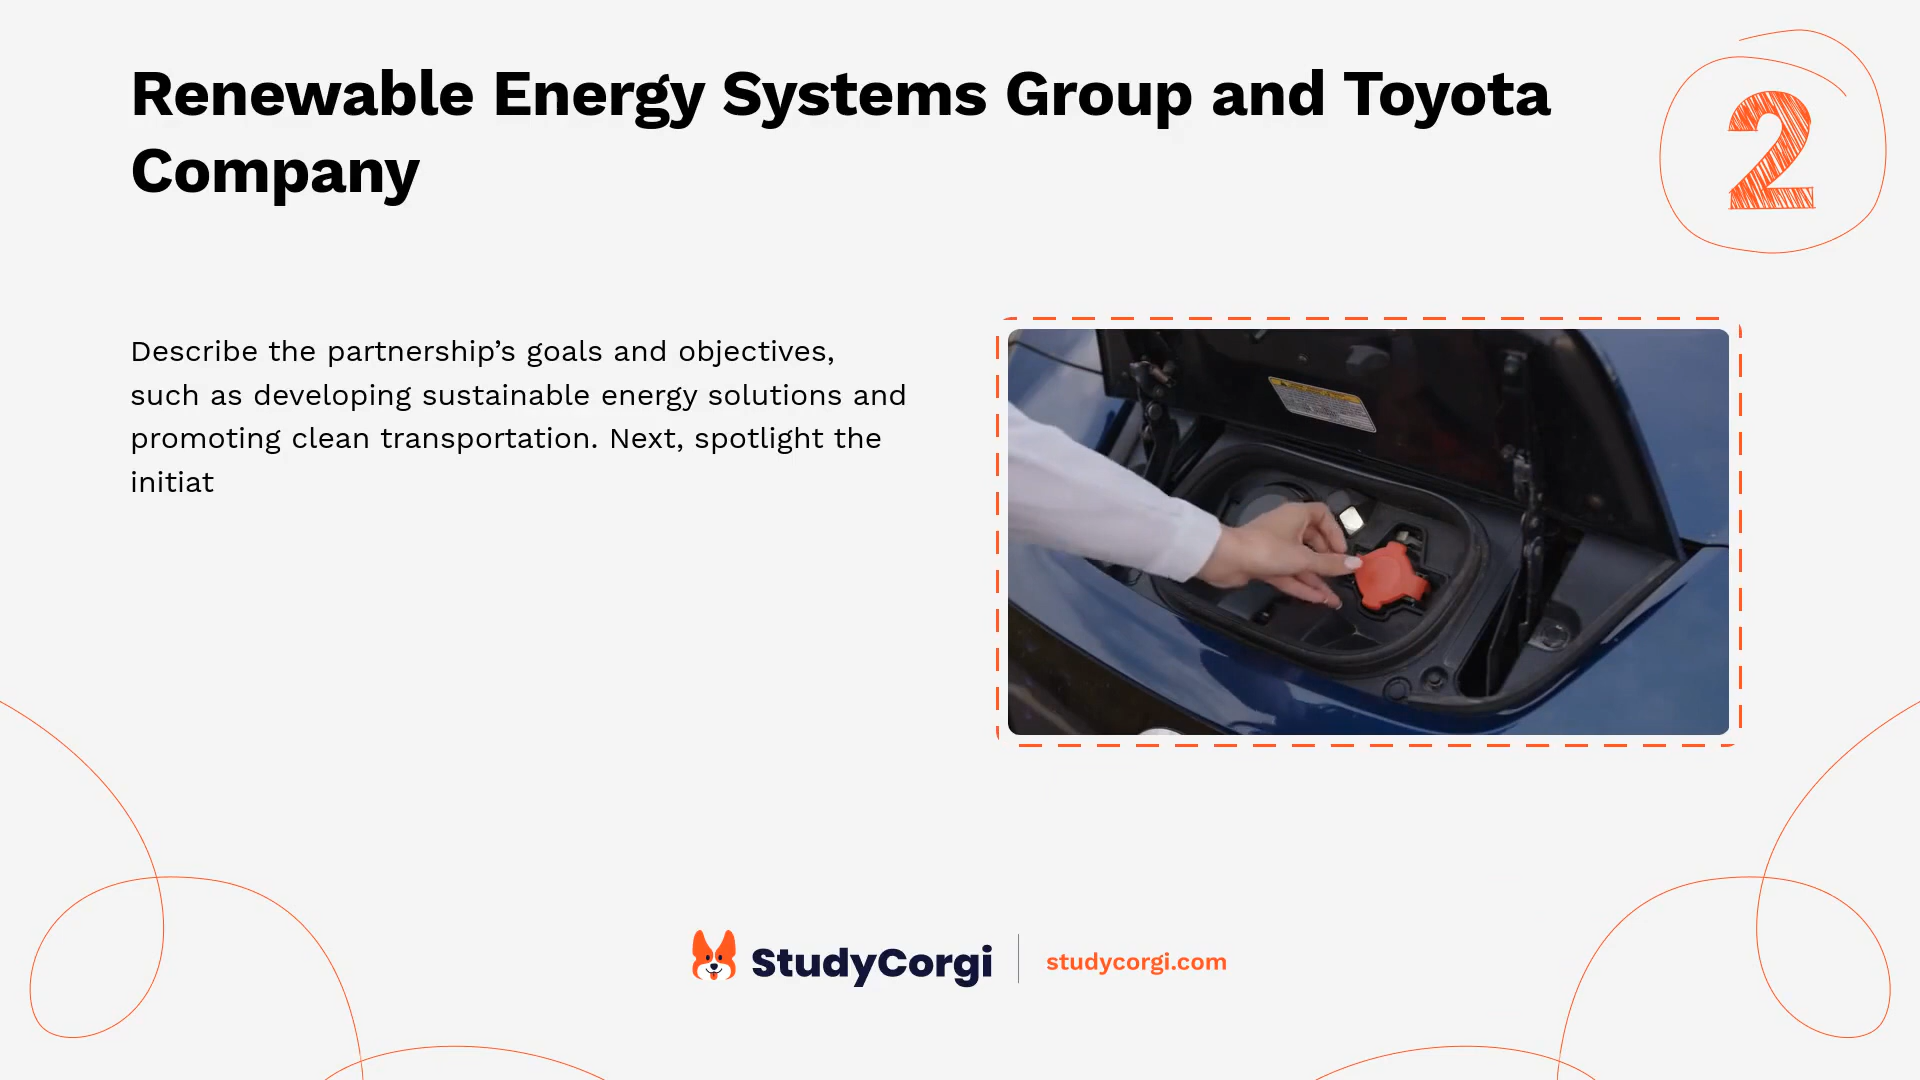 Renewable Energy Systems Group and Toyota
Company
2
Describe the partnership’s goals and objectives,
such as developing sustainable energy solutions and
promoting clean transportation. Next, spotlight the
initiat
StudyCorgi
studycorgi.com